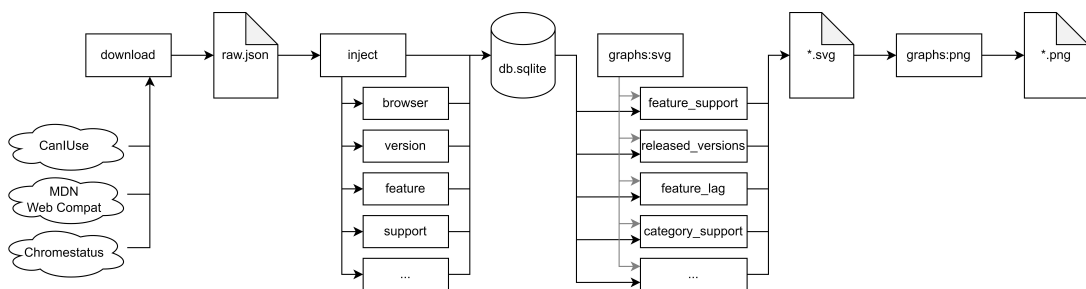 download
raw.json
inject
db.sqlite
graphs:svg
*.svg
graphs:png
*.png
browser
version
feature
support
...
feature_support
released_versions
feature_lag
category_support
...
CanIUse
MDN
Web Compat
Chromestatus